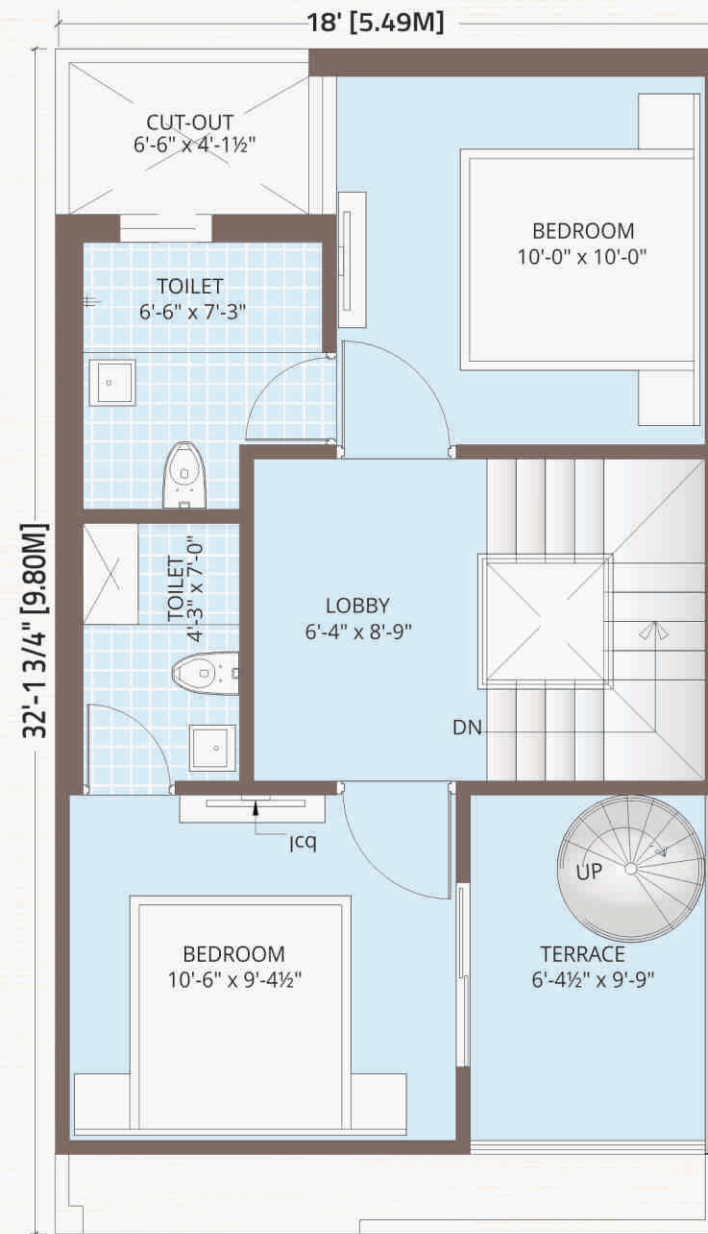 18' [5.49M]
CUT-OUT
6'-6" x 4'-1½"
BEDROOM
10'-0" x 10'-0"
TOILET
6'-6" x 7'-3"
TOILET
4'-3" x 7'-0"
LOBBY
6'-4" x 8'-9"
32'-1 3/4" [9.80M]
DN
lcq
UP
BEDROOM
10'-6" x 9'-4½"
TERRACE
6'-4½" x 9'-9"